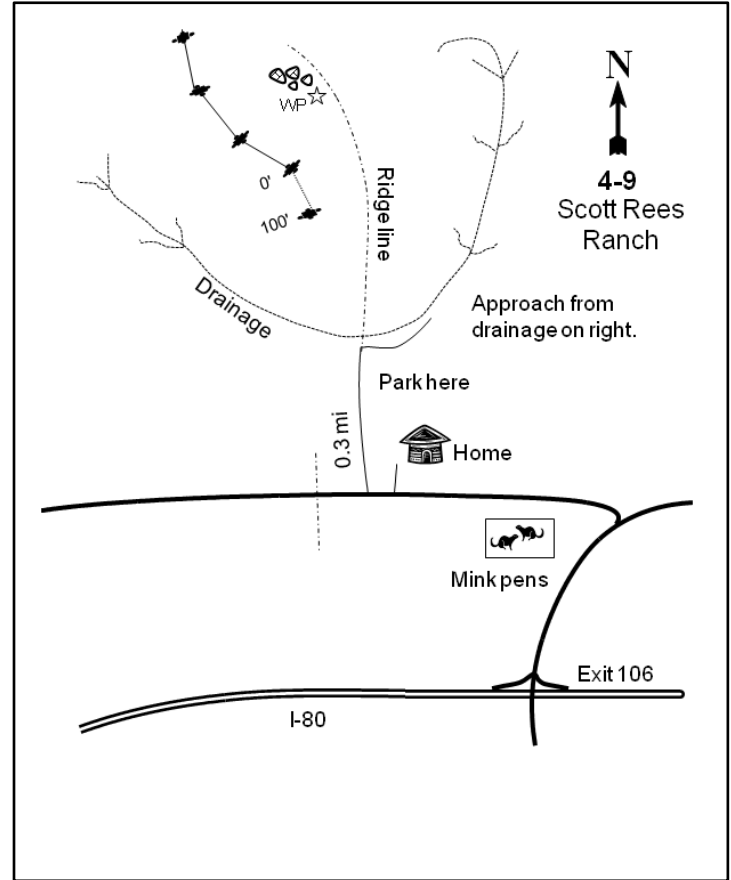 N
4-9
Scott Rees
Ranch
WP
0'
100'
Ridge line
Drainage
Approach from
drainage on right.
Park here
0.3 mi
Home
Mink pens
Exit 106
I-80